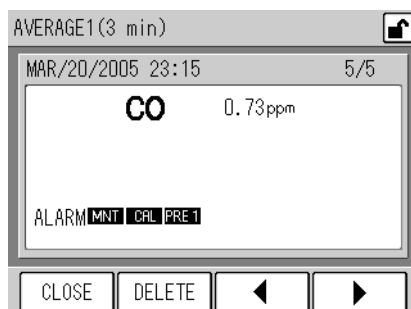 AVERAGE1(3 min)
MAR/20/2005 23:15 5/5
CO 0.73ppm
ALARM MNT CAL PRE1
CLOSE DELETE